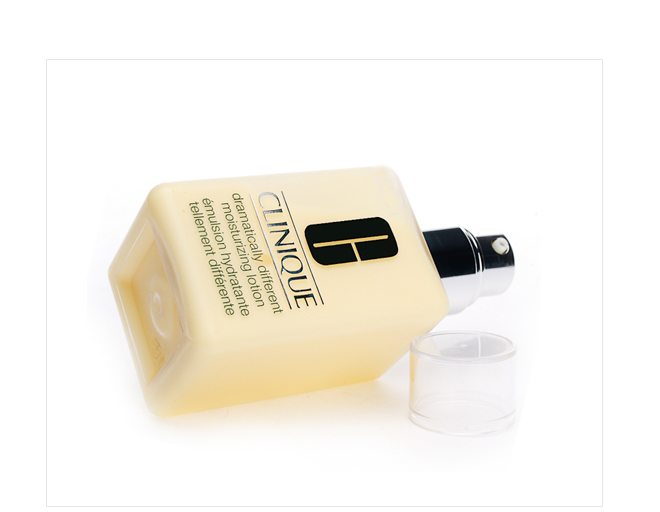 CLINIQUE
dramatically different
moisturizing lotion
émulsion hydratante
tellement différente